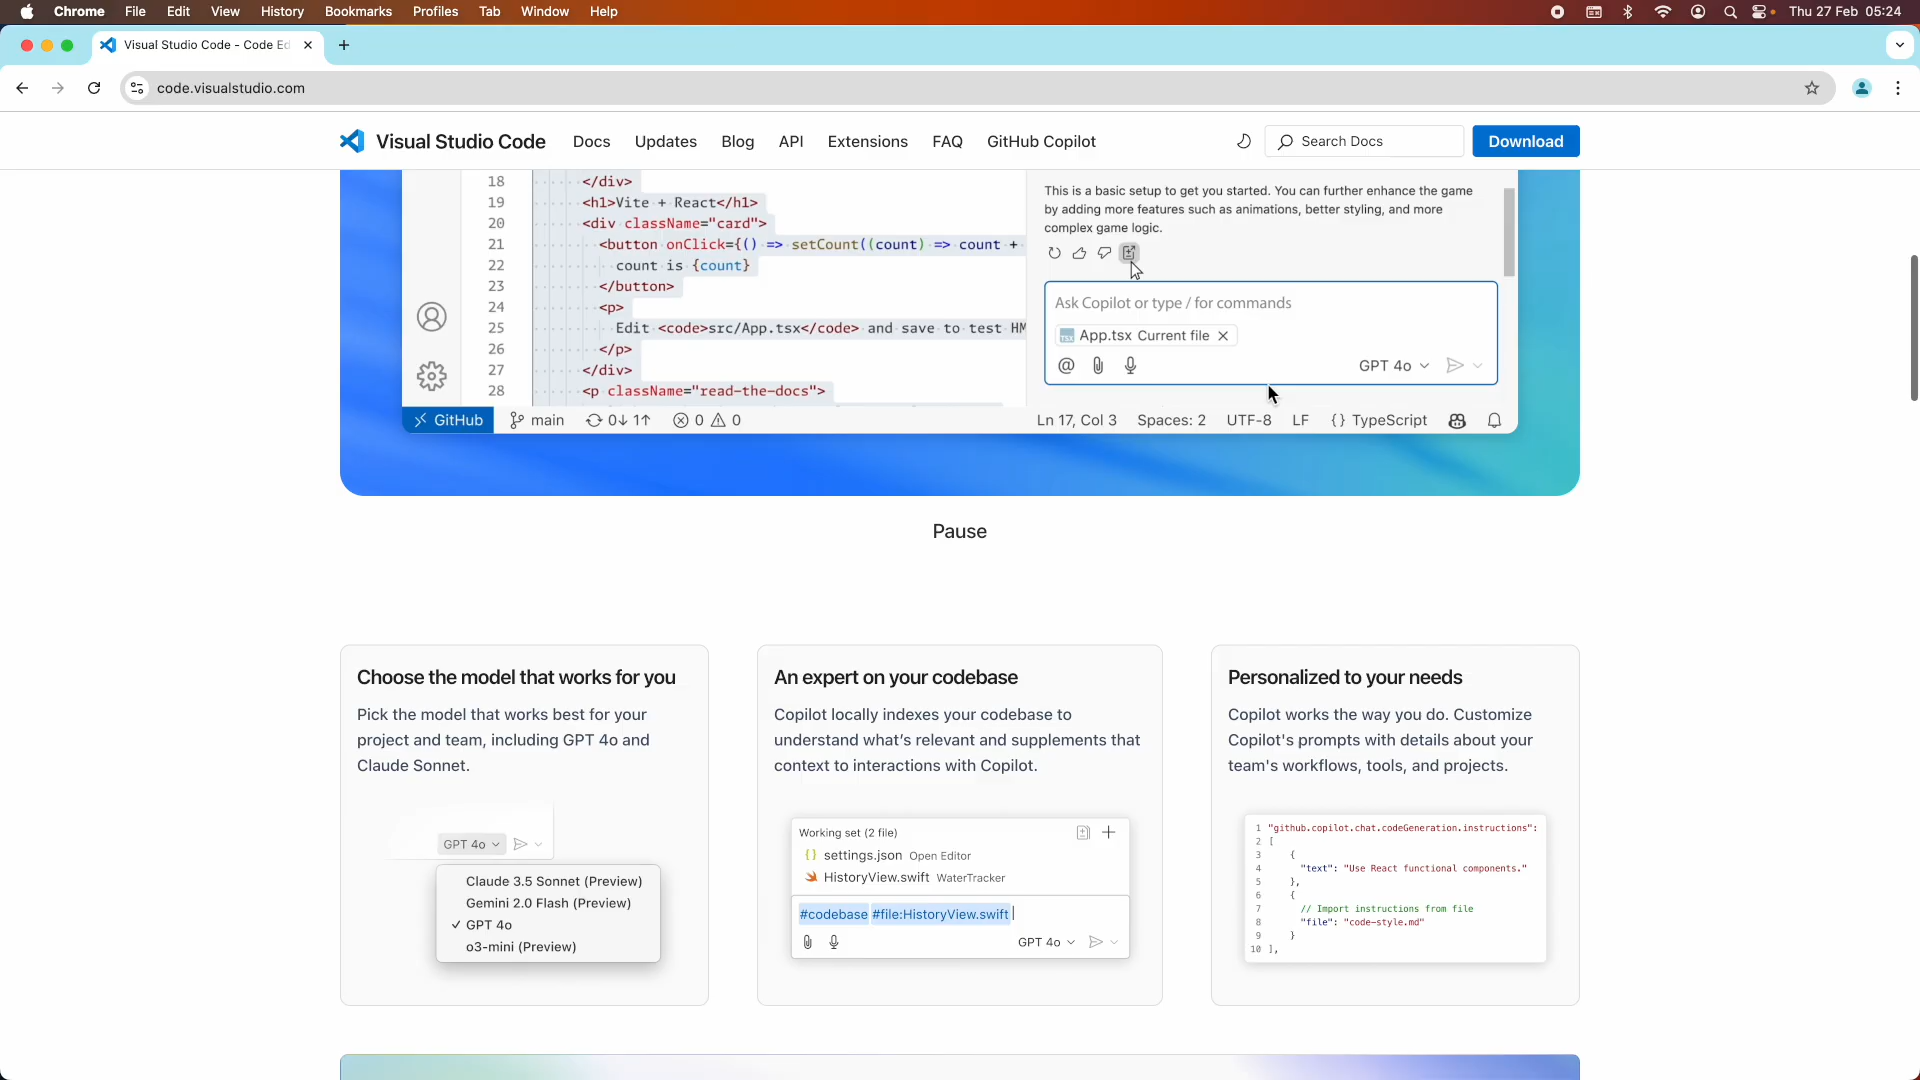 Chrome File Edit View History Bookmarks Profiles Tab Window Help Thu 27 Feb 05:24
Visual Studio Code - Code Ed
code.visualstudio.com
Visual Studio Code Docs Updates Blog API Extensions FAQ GitHub Copilot Search Docs Download
18 </div>
19 <h1>Vite + React</h1>
20 <div className="card">
21 <button onClick={() => setCount((count) => count +
22 count is {count}
23 </button>
24 <p>
25 Edit <code>src/App.tsx</code> and save to test HM
26 </p>
27 </div>
28 <p className="read-the-docs">
This is a basic setup to get you started. You can further enhance the game
by adding more features such as animations, better styling, and more
complex game logic.
Ask Copilot or type / for commands
TSX App.tsx Current file
@ GPT 4o
GitHub main 0↓ 1↑ 0 0 Ln 17, Col 3 Spaces: 2 UTF-8 LF {} TypeScript
Pause
Choose the model that works for you
Pick the model that works best for your
project and team, including GPT 4o and
Claude Sonnet.
GPT 4o
Claude 3.5 Sonnet (Preview)
Gemini 2.0 Flash (Preview)
✓ GPT 4o
o3-mini (Preview)
An expert on your codebase
Copilot locally indexes your codebase to
understand what's relevant and supplements that
context to interactions with Copilot.
Working set (2 file)
{} settings.json Open Editor
HistoryView.swift WaterTracker
#codebase #file:HistoryView.swift
GPT 4o
Personalized to your needs
Copilot works the way you do. Customize
Copilot's prompts with details about your
team's workflows, tools, and projects.
1 "github.copilot.chat.codeGeneration.instructions":
2 [
3 {
4 "text": "Use React functional components."
5 },
6 {
7 // Import instructions from file
8 "file": "code-style.md"
9 }
10 ],